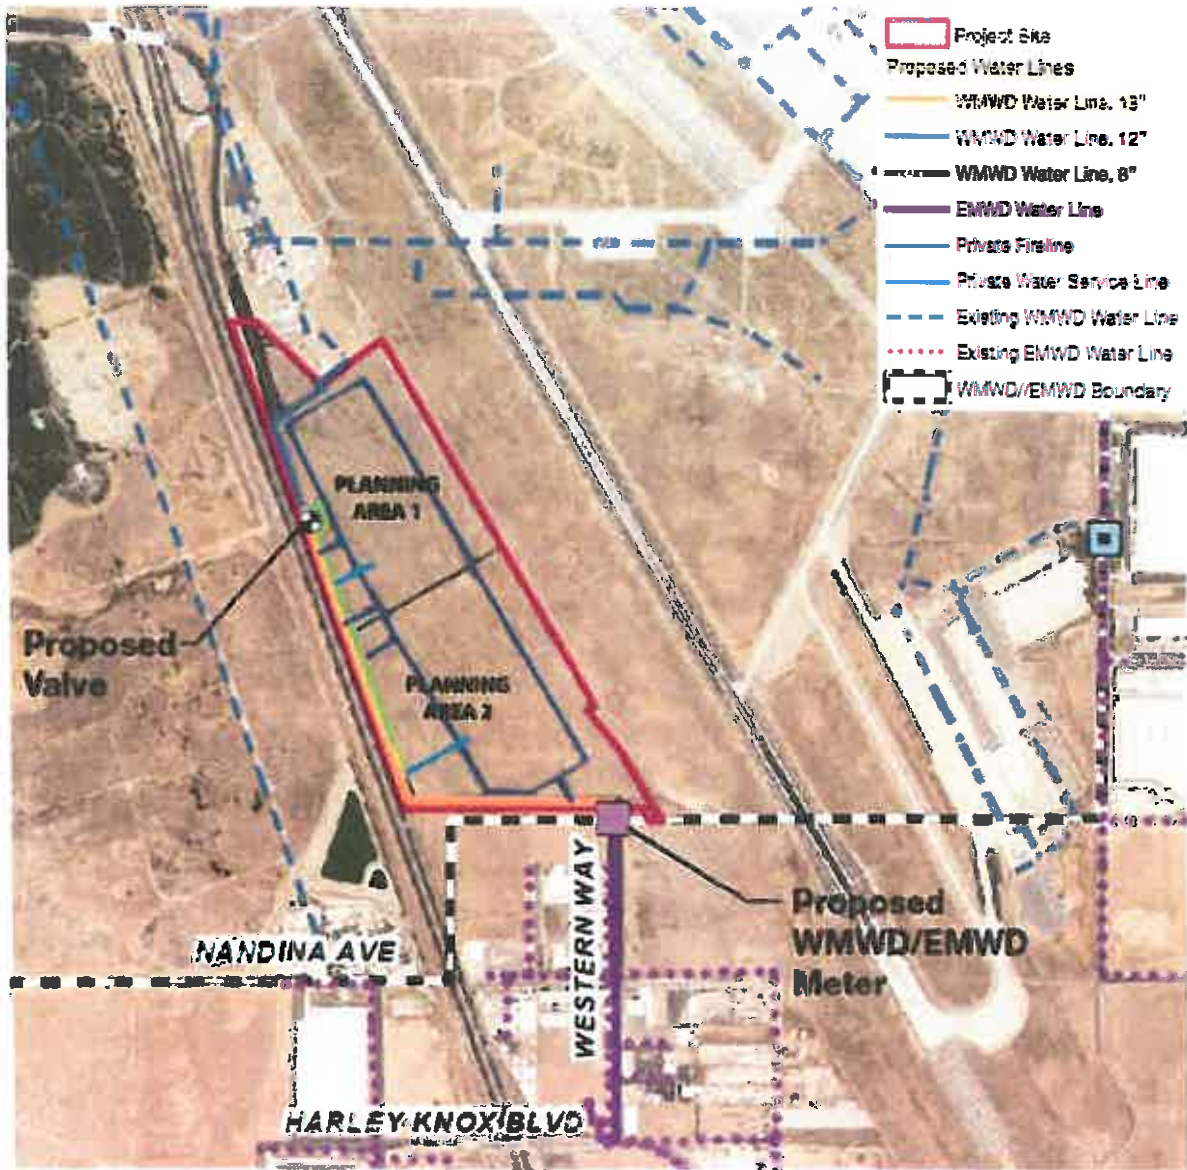 Project Site
Proposed Water Lines
WMWD Water Line,
WMWD Water Line, 12"
WMWD Water Line, 8"
EMWD Water Line
Private Fireline
Private Water Service Line
Existing WMWD Water Line
Existing EMWD Water Line
WMWD//EMWD Boundary
PLANNING
AREA 1
Proposed
Valve
PLANNING
AREA 2
Proposed
WMWD/EMWD
Meter
WESTERN WAY
NANDINA AVE
HARLEY KNOX BLVD